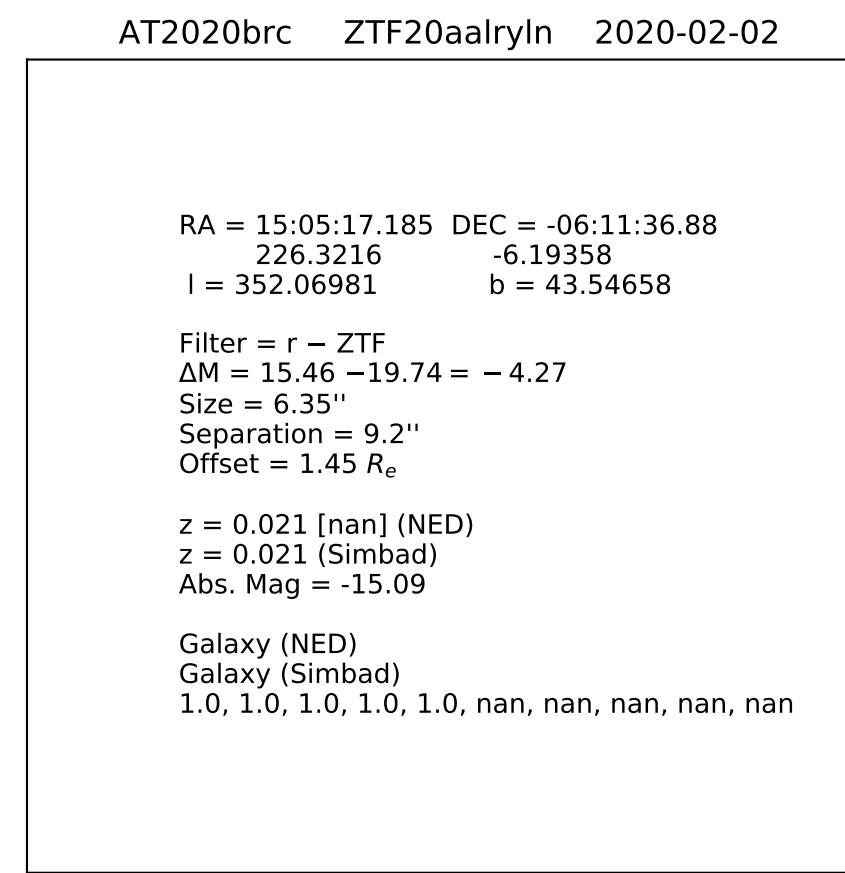 AT2020brc ZTF20aalryln 2020-02-02
RA = 15:05:17.185 DEC = -06:11:36.88
226.3216 -6.19358
l = 352.06981 b = 43.54658
Filter = r − ZTF
ΔM = 15.46 −19.74 = − 4.27
Size = 6.35''
Separation = 9.2''
Offset = 1.45 Rₑ
z = 0.021 [nan] (NED)
z = 0.021 (Simbad)
Abs. Mag = -15.09
Galaxy (NED)
Galaxy (Simbad)
1.0, 1.0, 1.0, 1.0, 1.0, nan, nan, nan, nan, nan